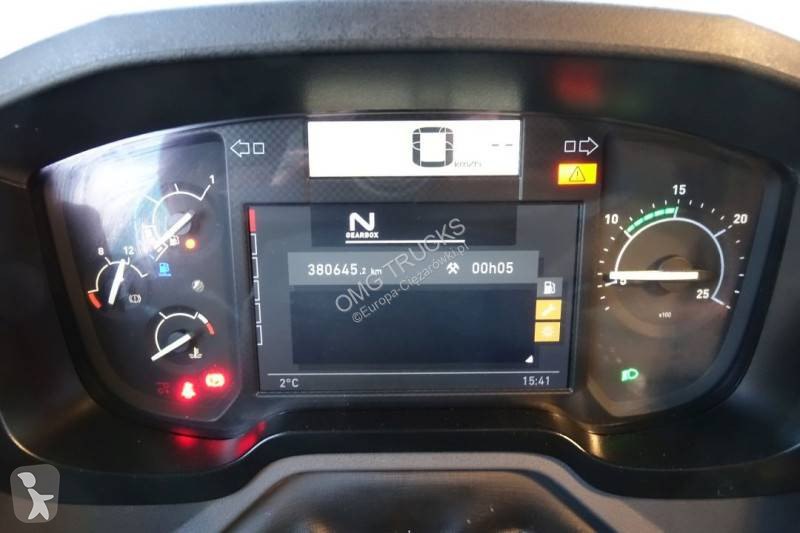 0 km/h --
1
8 12
N
GEARBOX
380645.2 km 00h05
2°C 15:41
5 10 15 20 25
x100
OMG TRUCKS
©Europa-Ciężarówki.pl